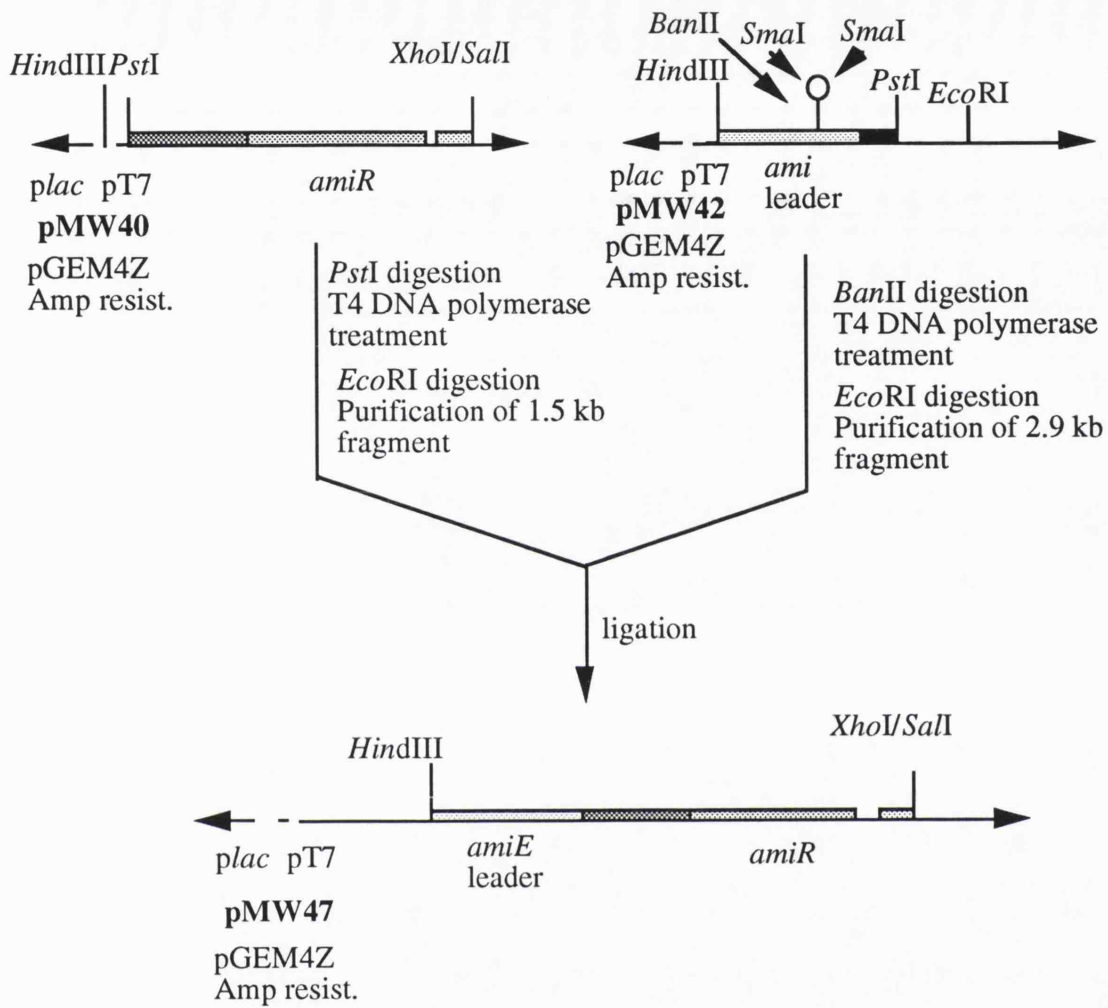 HindIII PstI
XhoI/SalI
plac pT7
amiR
pMW40
pGEM4Z
Amp resist.
BanII
SmaI
SmaI
HindIII
PstI
EcoRI
plac pT7
ami
leader
pMW42
pGEM4Z
Amp resist.
PstI digestion
T4 DNA polymerase
treatment
EcoRI digestion
Purification of 1.5 kb
fragment
BanII digestion
T4 DNA polymerase
treatment
EcoRI digestion
Purification of 2.9 kb
fragment
ligation
HindIII
XhoI/SalI
plac pT7
amiE
leader
amiR
pMW47
pGEM4Z
Amp resist.